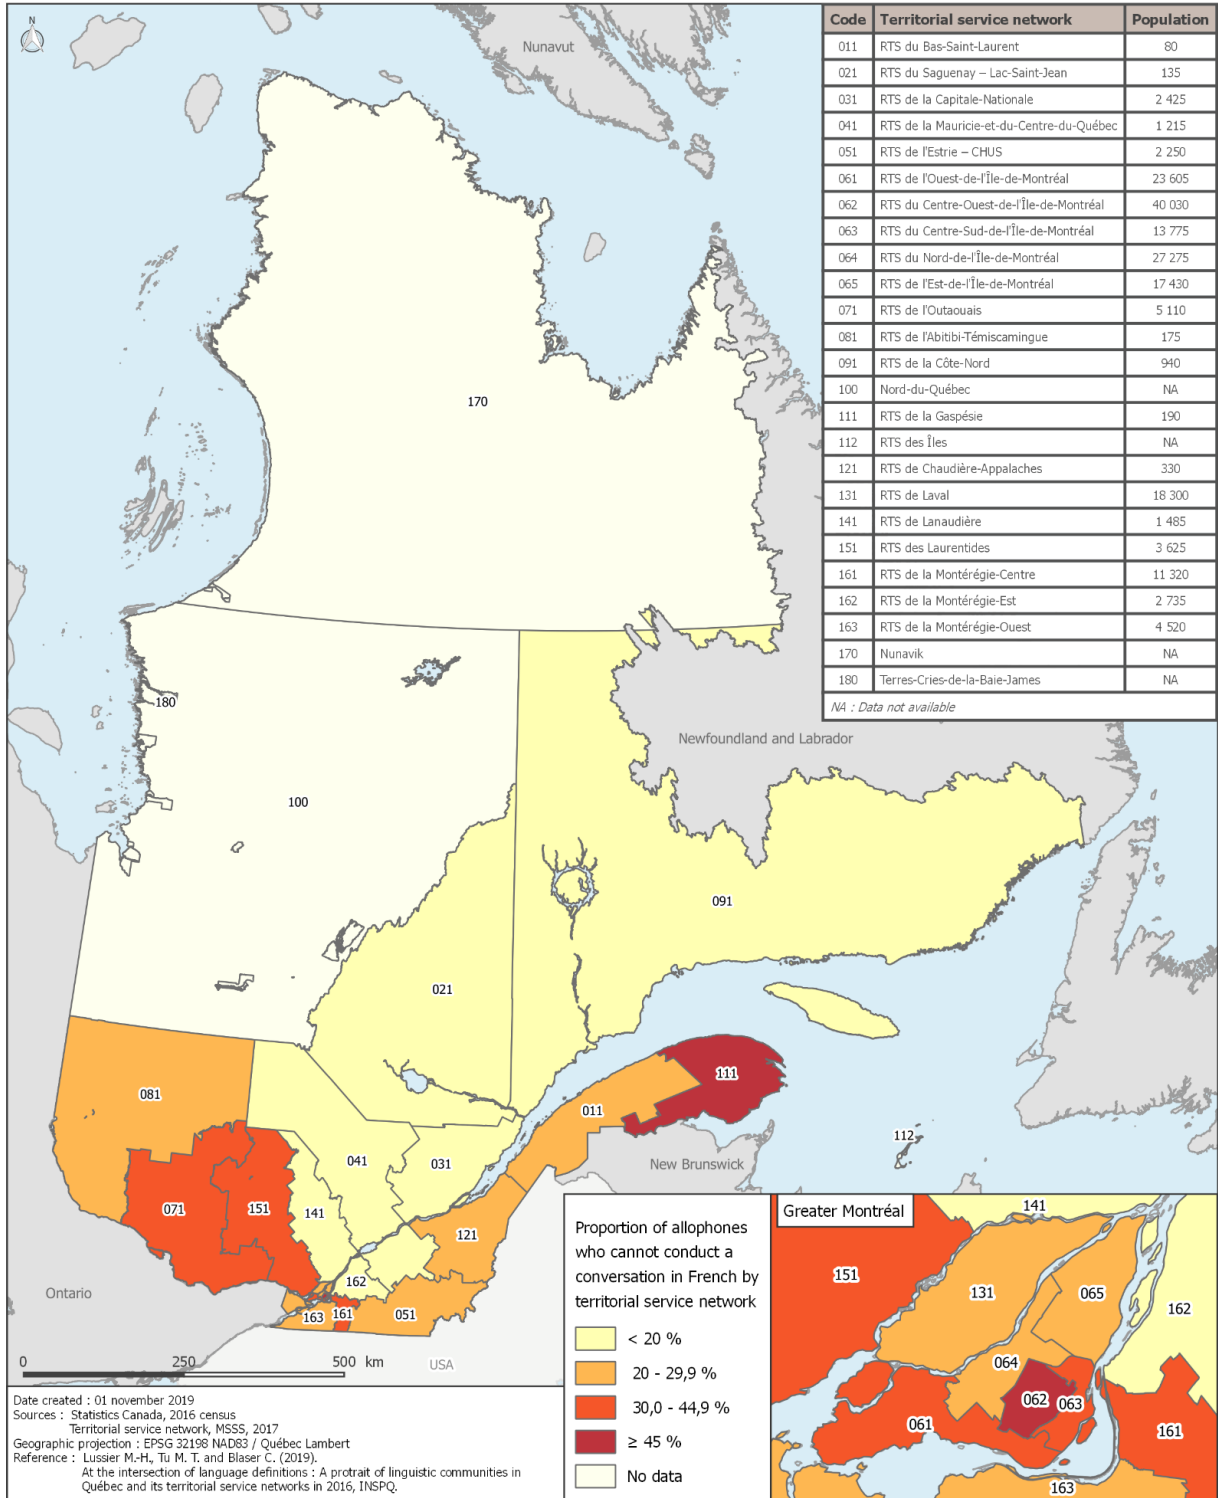 N
Nunavut
Code Territorial service network Population
011 RTS du Bas-Saint-Laurent 80
021 RTS du Saguenay – Lac-Saint-Jean 135
031 RTS de la Capitale-Nationale 2 425
041 RTS de la Mauricie-et-du-Centre-du-Québec 1 215
051 RTS de l'Estrie – CHUS 2 250
061 RTS de l'Ouest-de-l'Île-de-Montréal 23 605
062 RTS du Centre-Ouest-de-l'Île-de-Montréal 40 030
063 RTS du Centre-Sud-de-l'Île-de-Montréal 13 775
064 RTS du Nord-de-l'Île-de-Montréal 27 275
065 RTS de l'Est-de-l'Île-de-Montréal 17 430
071 RTS de l'Outaouais 5 110
081 RTS de l'Abitibi-Témiscamingue 175
091 RTS de la Côte-Nord 940
100 Nord-du-Québec NA
111 RTS de la Gaspésie 190
112 RTS des Îles NA
121 RTS de Chaudière-Appalaches 330
131 RTS de Laval 18 300
141 RTS de Lanaudière 1 485
151 RTS des Laurentides 3 625
161 RTS de la Montérégie-Centre 11 320
162 RTS de la Montérégie-Est 2 735
163 RTS de la Montérégie-Ouest 4 520
170 Nunavik NA
180 Terres-Cries-de-la-Baie-James NA
NA : Data not available
170
180
Newfoundland and Labrador
100
091
021
111
081
011
112
041
031
New Brunswick
071
151
141
121
162
Ontario
163
161
051
0 250 500 km
USA
Proportion of allophones
who cannot conduct a
conversation in French by
territorial service network
< 20 %
20 - 29,9 %
30,0 - 44,9 %
≥ 45 %
No data
Greater Montréal
141
151
131
065
162
064
062
063
061
161
163
Date created : 01 november 2019
Sources : Statistics Canada, 2016 census
Territorial service network, MSSS, 2017
Geographic projection : EPSG 32198 NAD83 / Québec Lambert
Reference : Lussier M.-H., Tu M. T. and Blaser C. (2019).
At the intersection of language definitions : A protrait of linguistic communities in
Québec and its territorial service networks in 2016, INSPQ.